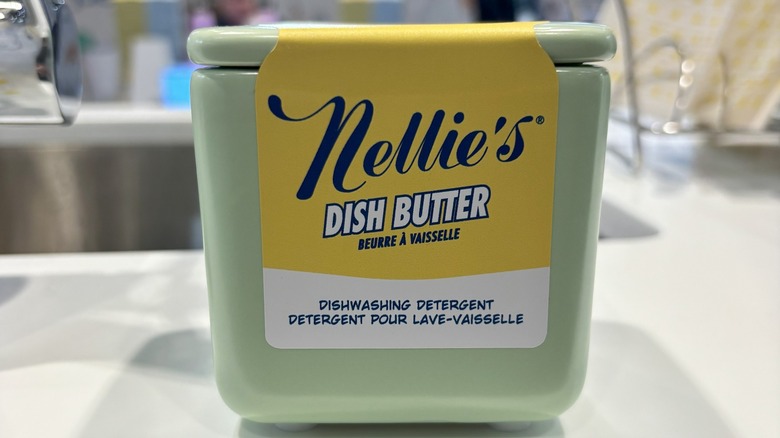 Nellie's®
DISH BUTTER
BEURRE À VAISSELLE
DISHWASHING DETERGENT
DETERGENT POUR LAVE-VAISSELLE